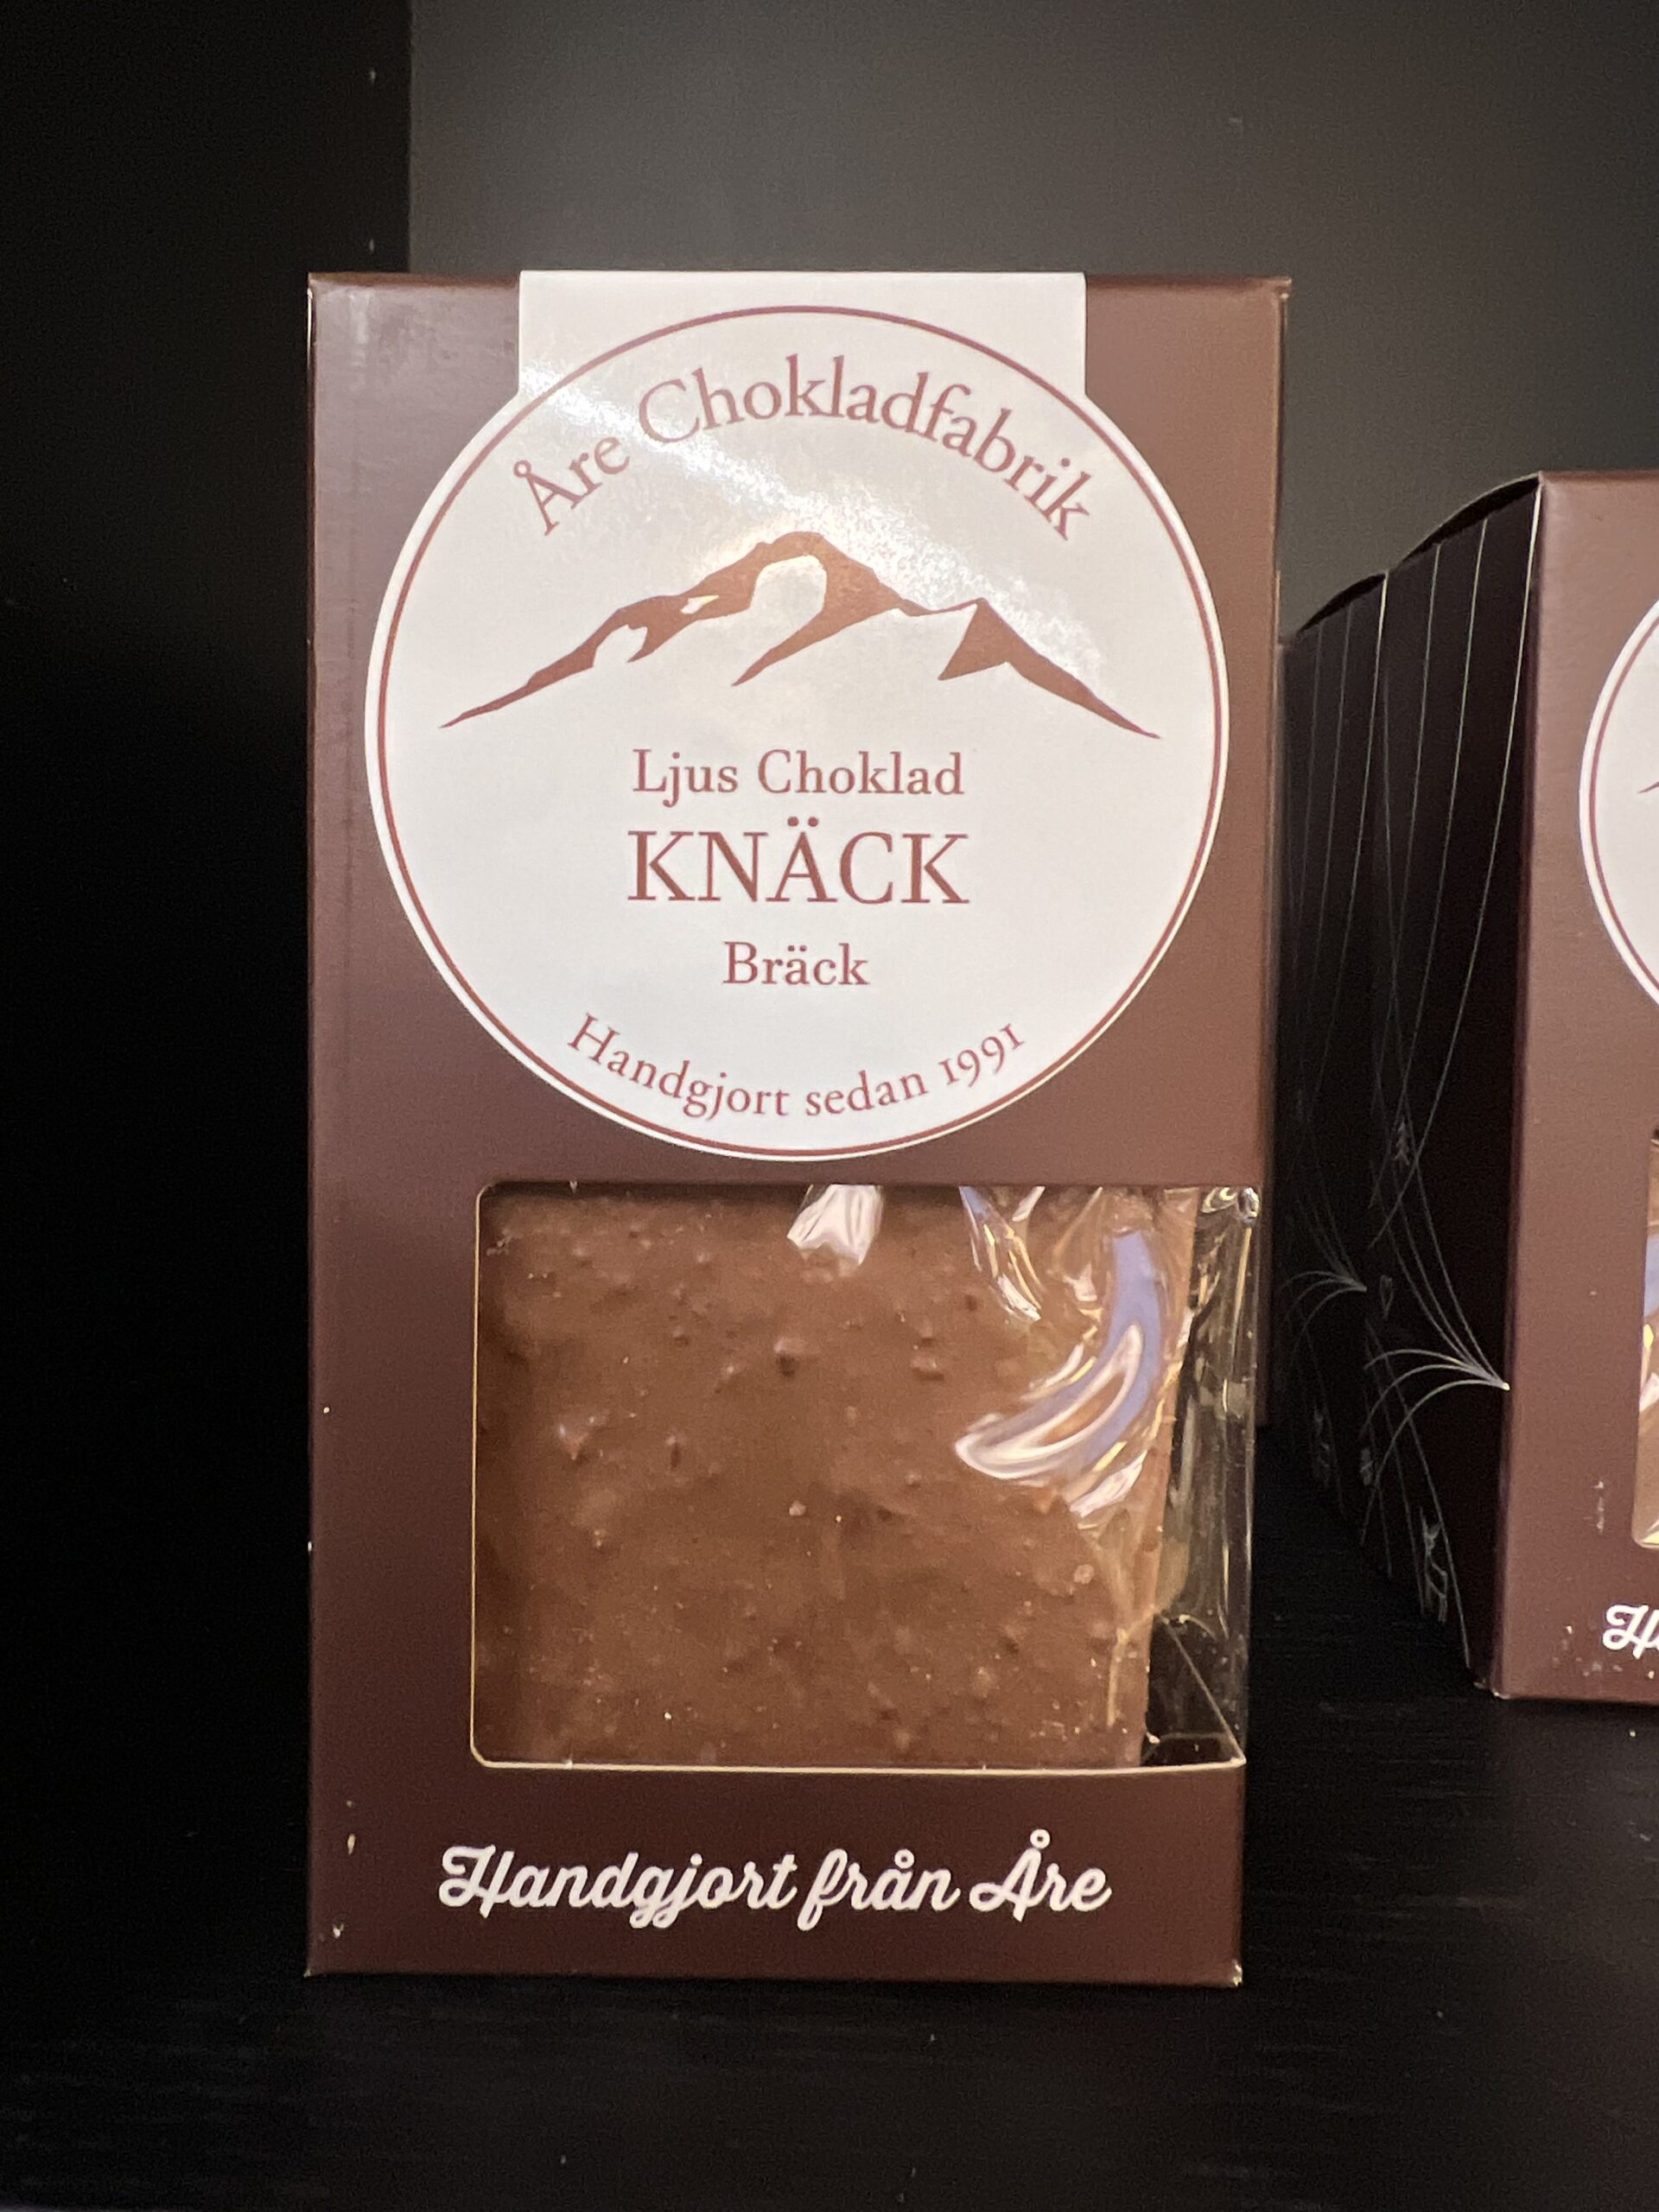 Åre Chokladfabrik
Ljus Choklad
KNÄCK
Bräck
Handgjort sedan 1991
Handgjort från Åre